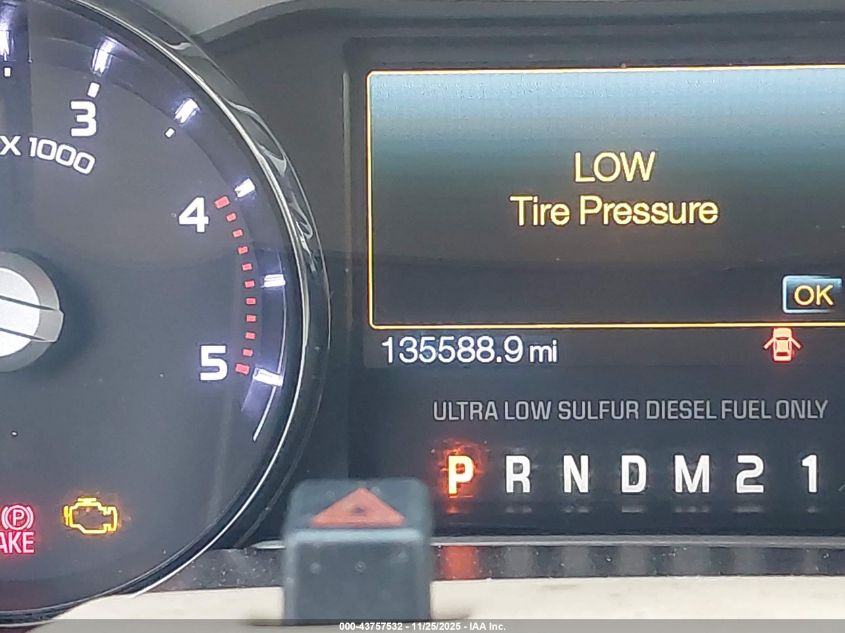 3
X 1000
4
5
LOW
Tire Pressure
OK
135588.9 mi
ULTRA LOW SULFUR DIESEL FUEL ONLY
P R N D M 2 1
(P)
AKE
000-43757532 - 11/25/2025 - IAA Inc.